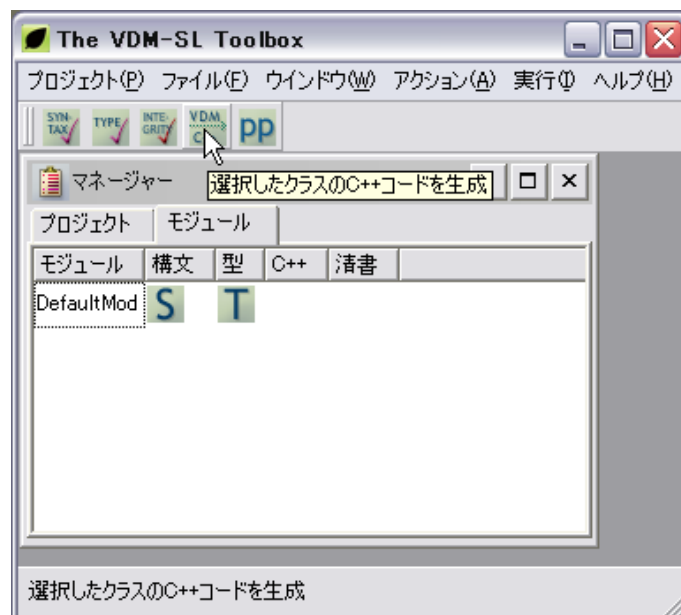 The VDM-SL Toolbox
プロジェクト(P) ファイル(F) ウインドウ(W) アクション(A) 実行(I) ヘルプ(H)
SYN-TAX TYPE INTE-GRITY VDM C pp
マネージャー
選択したクラスのC++コードを生成
プロジェクト モジュール
モジュール 構文 型 C++ 清書
DefaultMod S T
選択したクラスのC++コードを生成